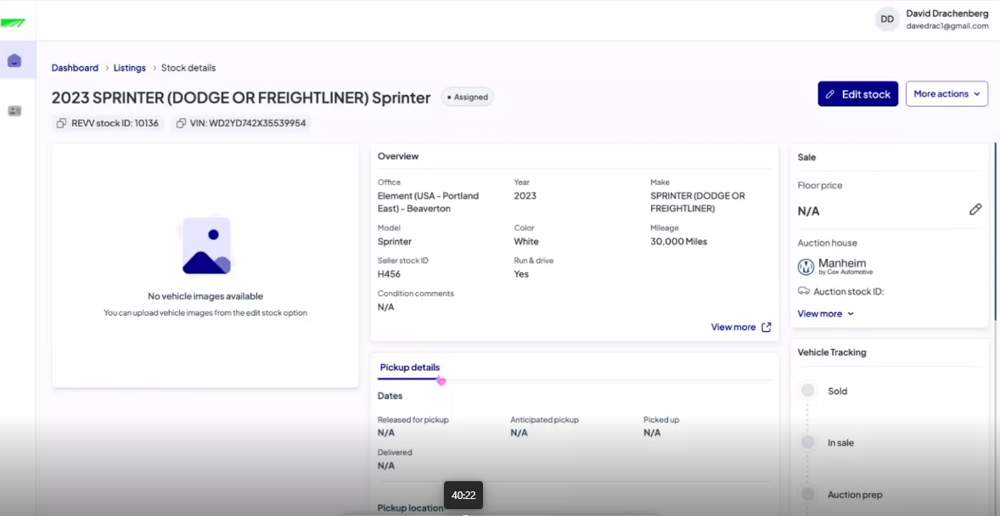 DD
David Drachenberg
davedrac1@gmail.com
Dashboard > Listings > Stock details
2023 SPRINTER (DODGE OR FREIGHTLINER) Sprinter
• Assigned
Edit stock
More actions
REVV stock ID: 10136
VIN: WD2YD742X35539954
No vehicle images available
You can upload vehicle images from the edit stock option
Overview
Office
Element (USA - Portland
East) - Beaverton
Year
2023
Make
SPRINTER (DODGE OR
FREIGHTLINER)
Model
Sprinter
Color
White
Mileage
30,000 Miles
Seller stock ID
H456
Run & drive
Yes
Condition comments
N/A
View more
Pickup details
Dates
Released for pickup
N/A
Anticipated pickup
N/A
Picked up
N/A
Delivered
N/A
Pickup location
40:22
Sale
Floor price
N/A
Auction house
Manheim
by Cox Automotive
Auction stock ID:
View more
Vehicle Tracking
Sold
In sale
Auction prep